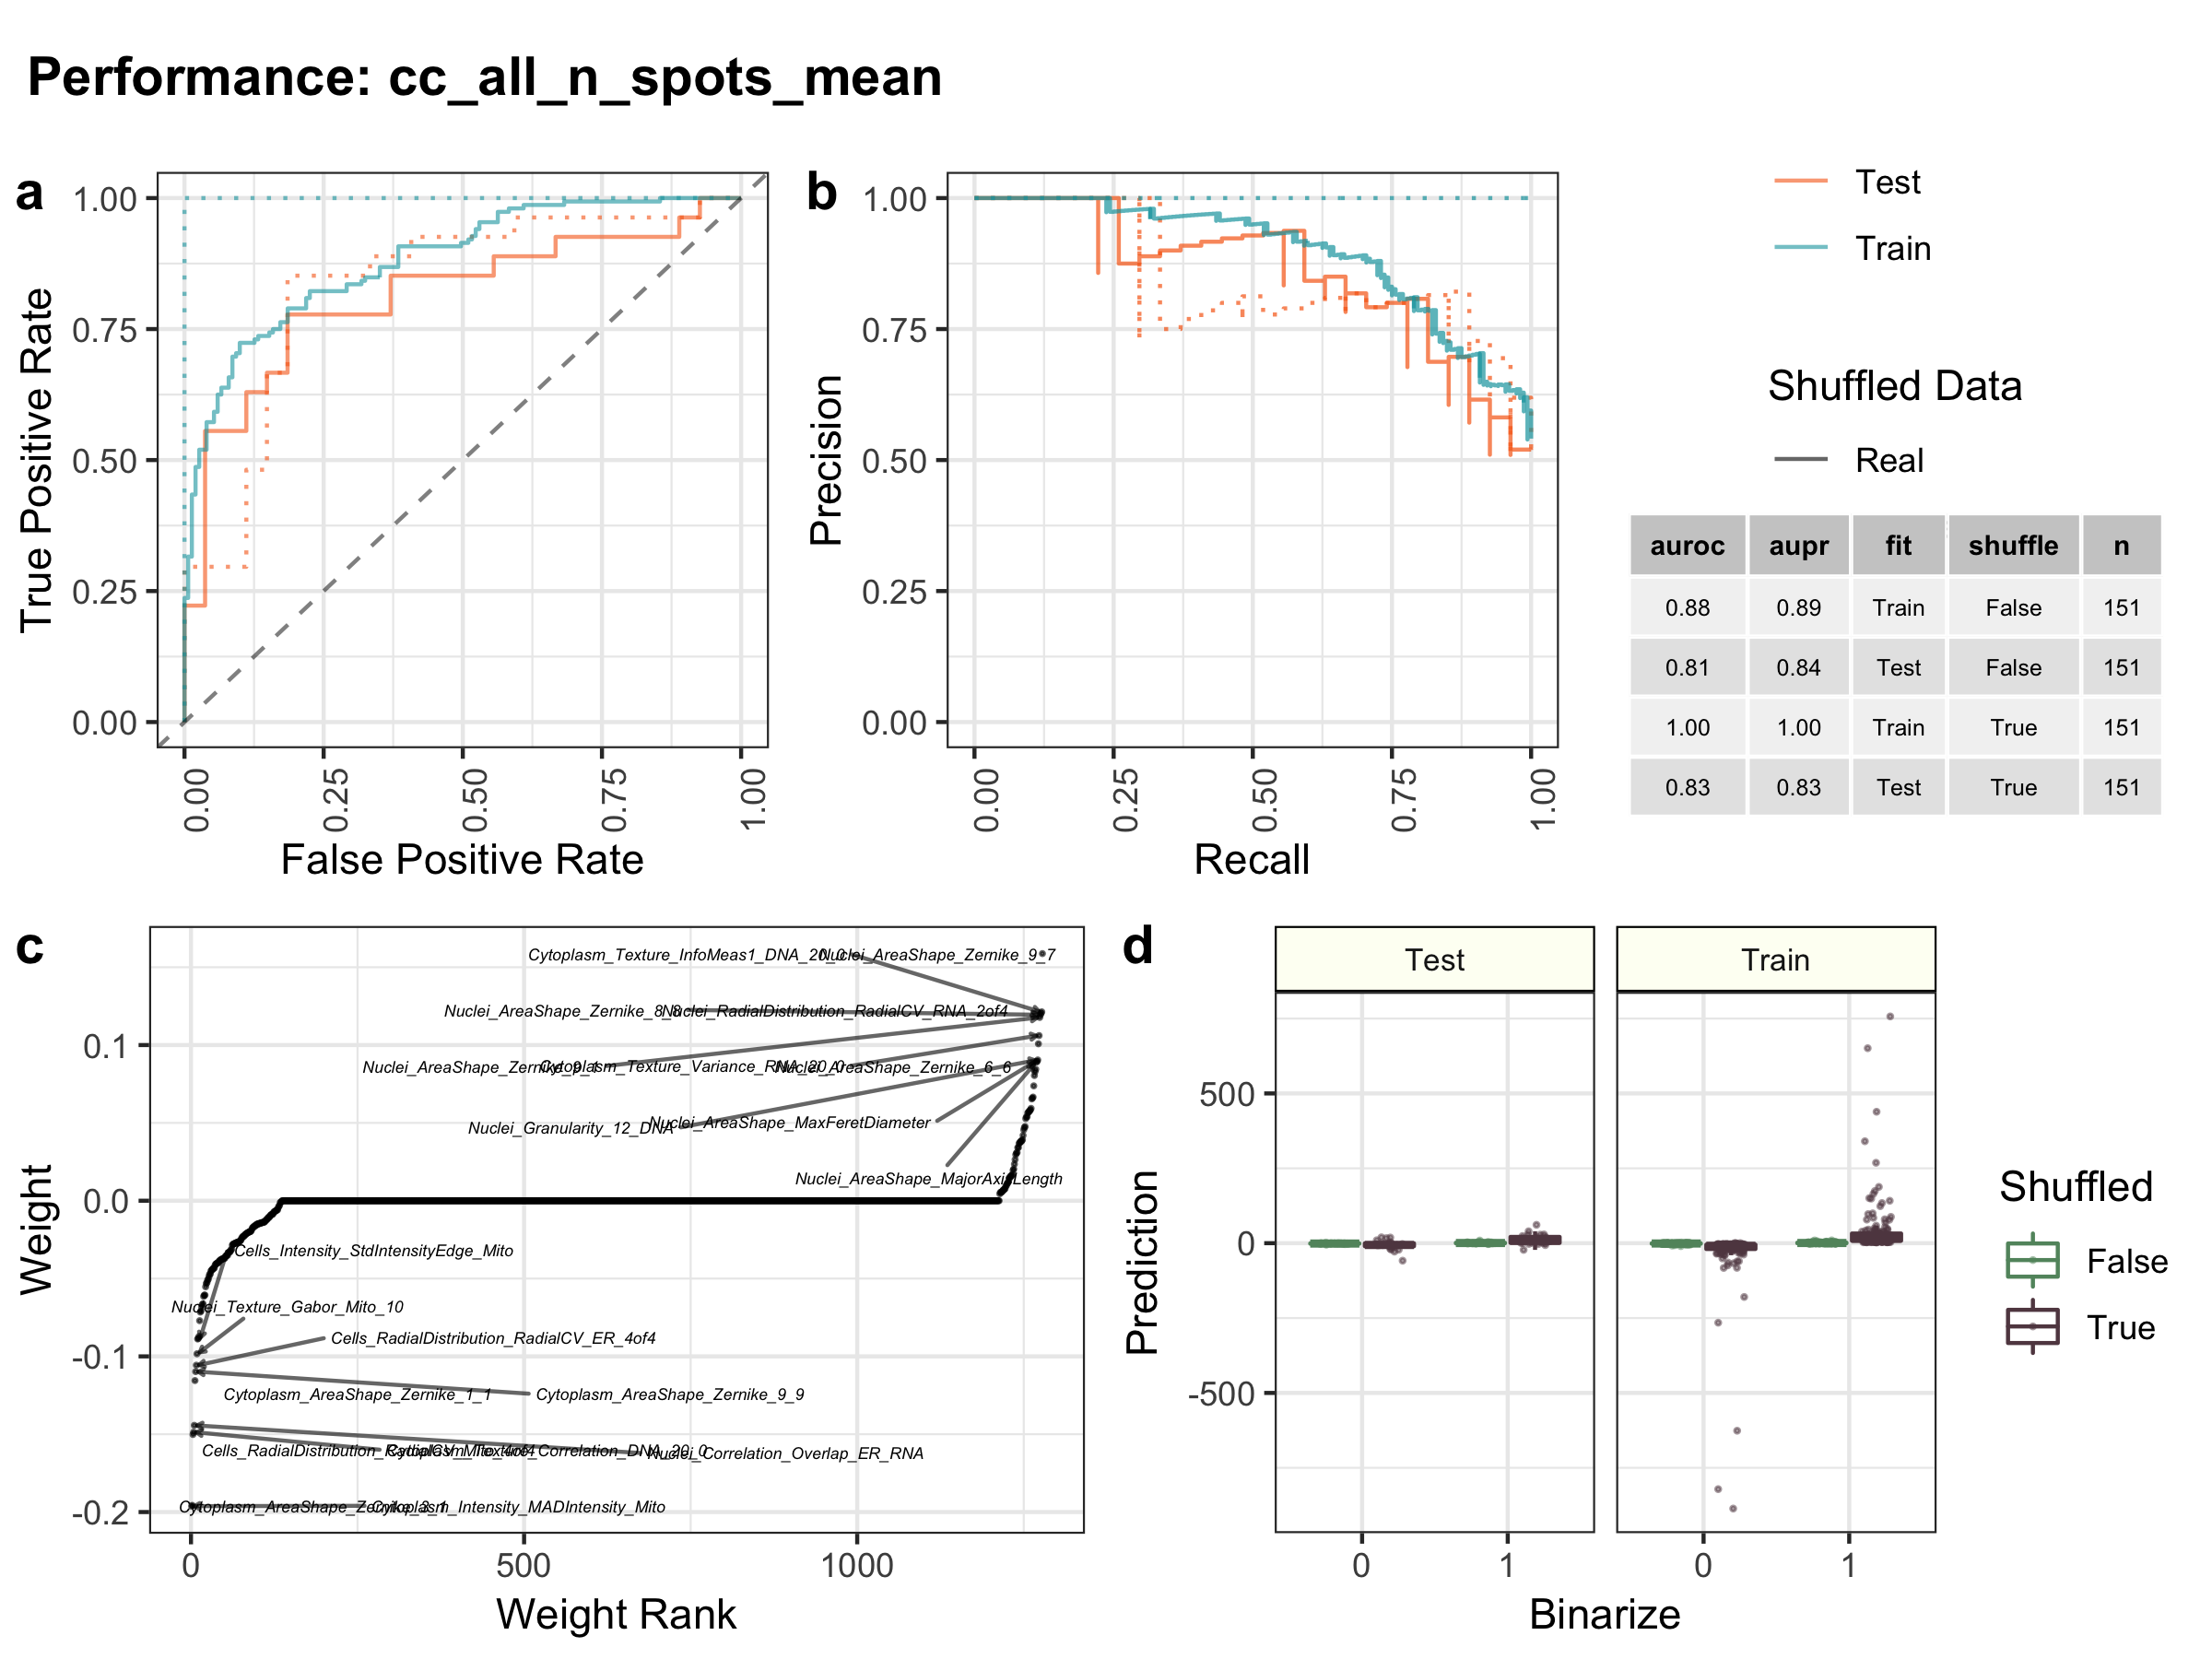 Performance: cc_all_n_spots_mean
a
True Positive Rate
1.00
0.75
0.50
0.25
0.00
0.00
0.25
0.50
0.75
1.00
False Positive Rate
b
Precision
1.00
0.75
0.50
0.25
0.00
0.00
0.25
0.50
0.75
1.00
Recall
Test
Train
Shuffled Data
Real
auroc aupr fit shuffle n
0.88 0.89 Train False 151
0.81 0.84 Test False 151
1.00 1.00 Train True 151
0.83 0.83 Test True 151
c
Weight
0.1
0.0
-0.1
-0.2
Cytoplasm_Texture_InfoMeas1_DNA_20_0
Nuclei_AreaShape_Zernike_9_7
Nuclei_AreaShape_Zernike_8_8
Nuclei_RadialDistribution_RadialCV_RNA_2of4
Nuclei_AreaShape_Zernike_9_1
Cytoplasm_Texture_Variance_RNA_20_0
Nuclei_AreaShape_Zernike_6_6
Nuclei_Granularity_12_DNA
Nuclei_AreaShape_MaxFeretDiameter
Nuclei_AreaShape_MajorAxisLength
Cells_Intensity_StdIntensityEdge_Mito
Nuclei_Texture_Gabor_Mito_10
Cells_RadialDistribution_RadialCV_ER_4of4
Cytoplasm_AreaShape_Zernike_1_1
Cytoplasm_AreaShape_Zernike_9_9
Cells_RadialDistribution_RadialCV_Mito_4of4
Cytoplasm_Texture_Correlation_DNA_20_0
Nuclei_Correlation_Overlap_ER_RNA
Cytoplasm_AreaShape_Zernike_3_1
Cytoplasm_Intensity_MADIntensity_Mito
0
500
1000
Weight Rank
d
Test
Train
Prediction
500
0
-500
0
1
0
1
Binarize
Shuffled
False
True